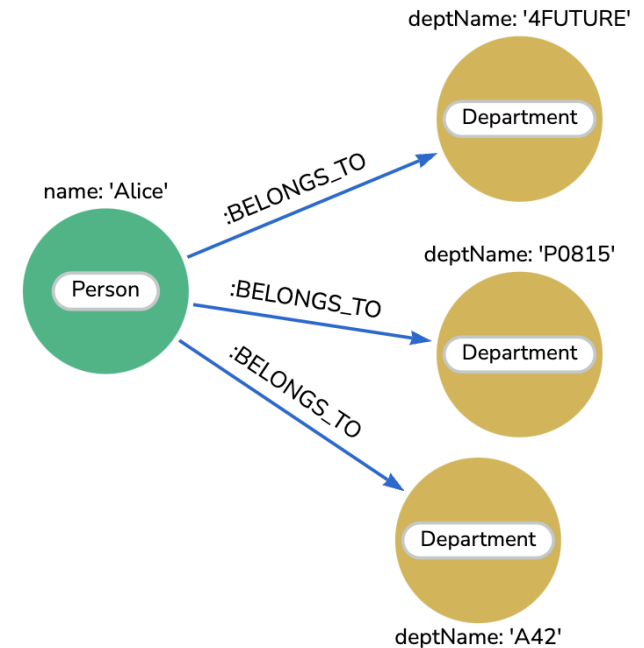 deptName: '4FUTURE'
Department
:BELONGS_TO
name: 'Alice'
Person
deptName: 'P0815'
:BELONGS_TO
Department
:BELONGS_TO
Department
deptName: 'A42'